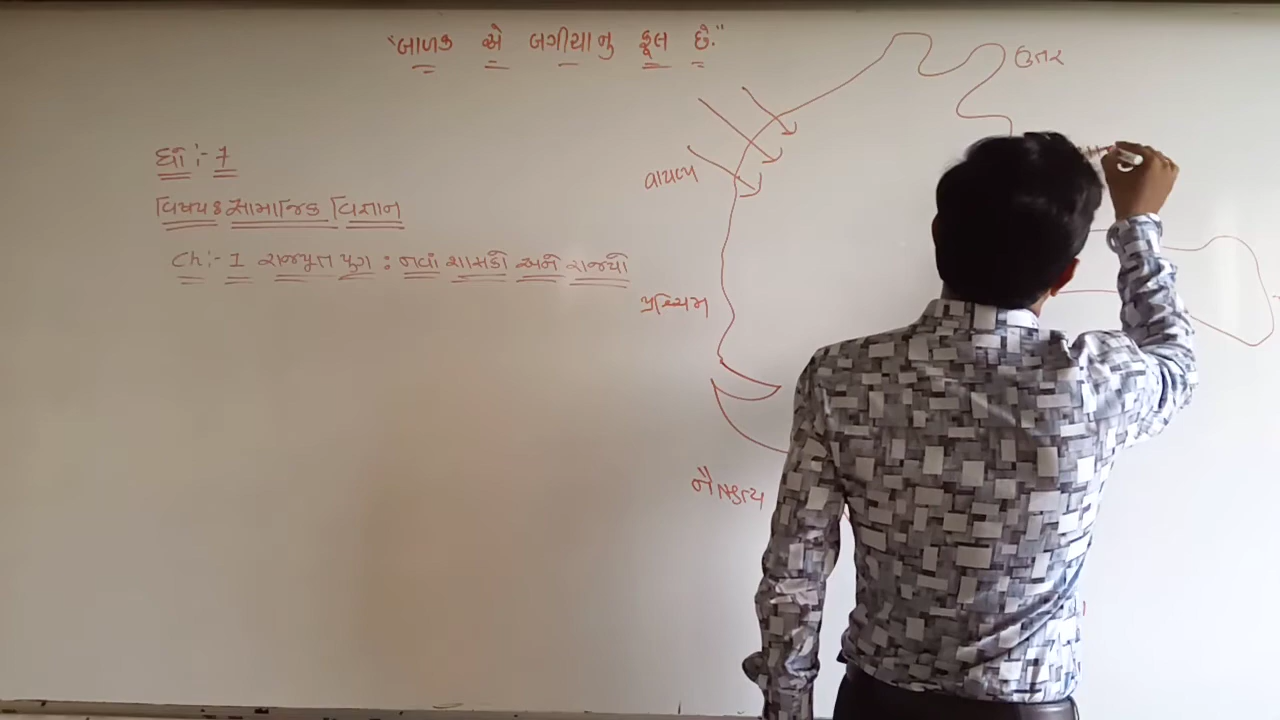 "બાળક એ બગીચાનુ ફૂલ છે."
ધો :- 7
વિષય : સામાજિક વિજ્ઞાન
Ch :- 1 રાજપૂત યુગ : નવાં શાસકો અને રાજ્યો
ઉત્તર
વાયવ્ય
પશ્ચિમ
નૈઋત્ય